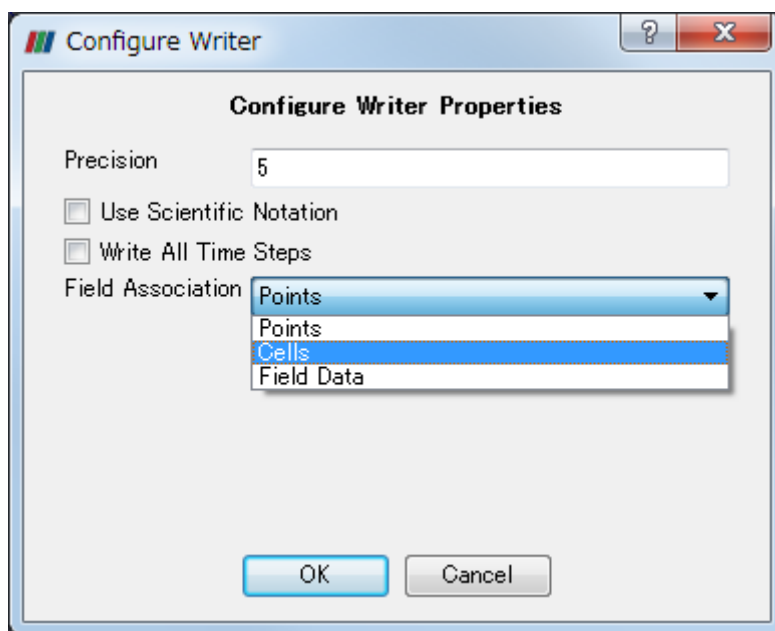 Configure Writer
Configure Writer Properties
Precision 5
Use Scientific Notation
Write All Time Steps
Field Association Points
Points
Cells
Field Data
OK Cancel